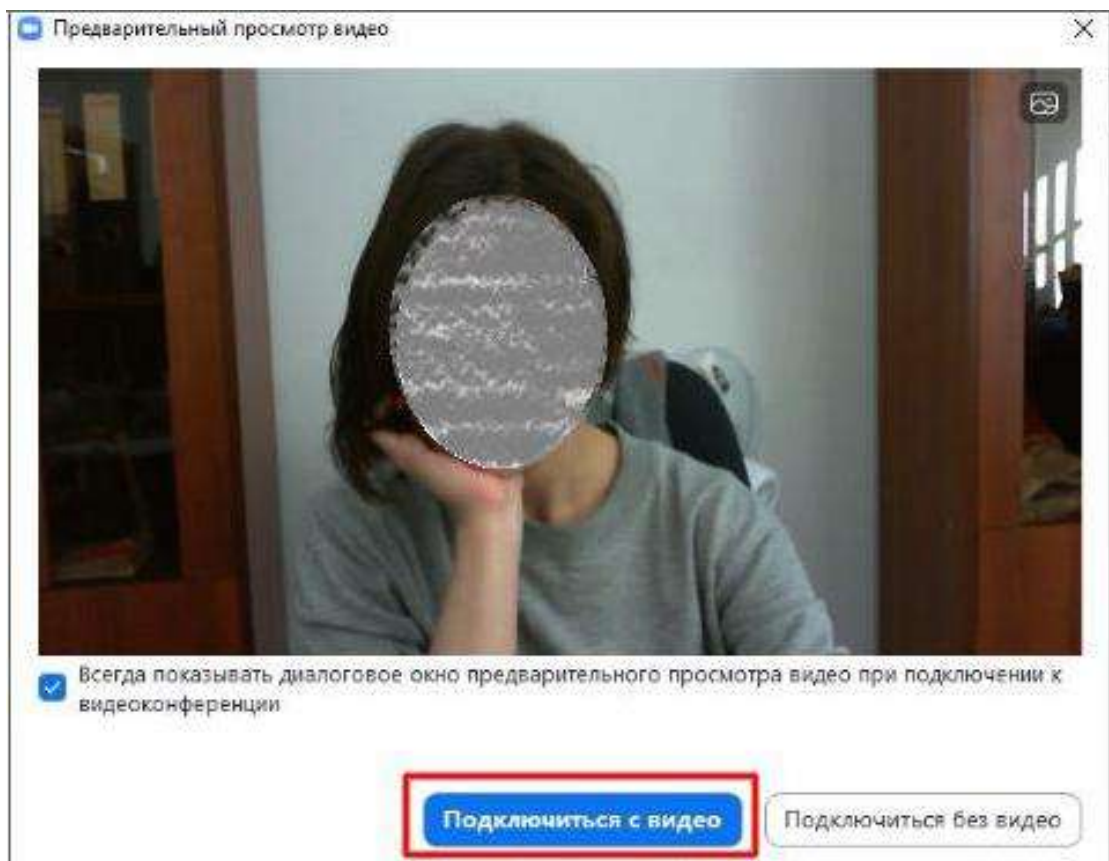 Предварительный просмотр видео
Всегда показывать диалоговое окно предварительного просмотра видео при подключении к
видеоконференции
Подключиться с видео
Подключиться без видео